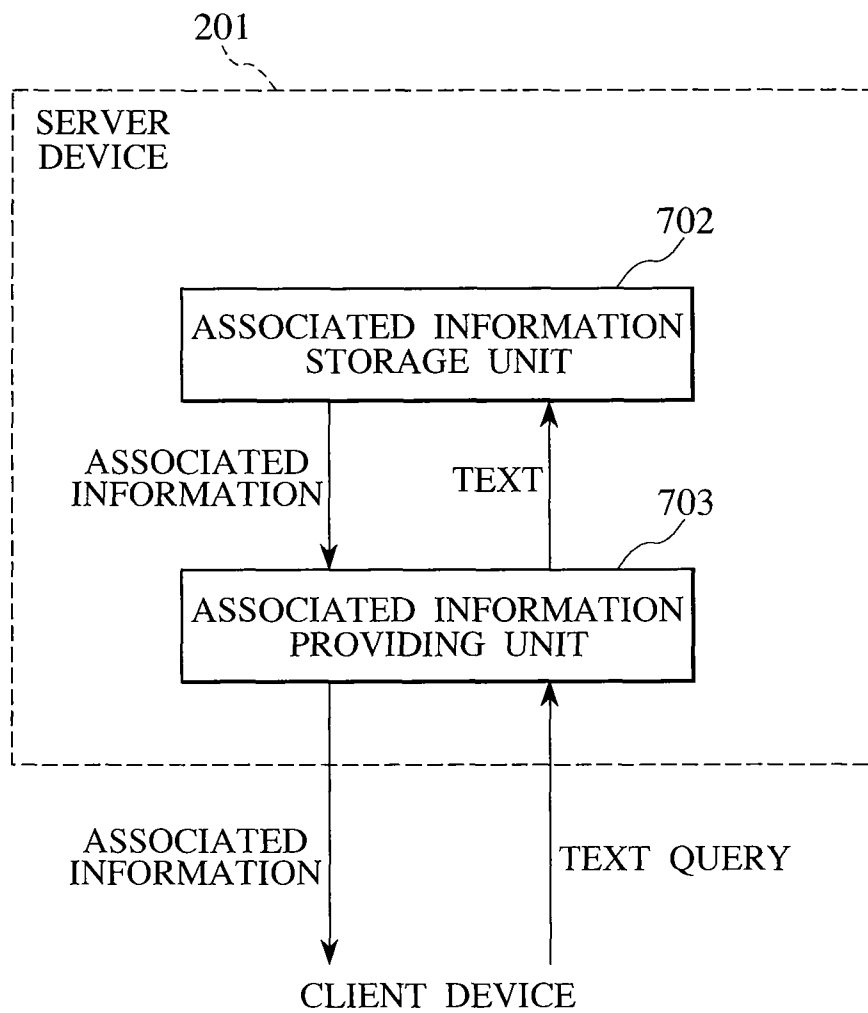 201
SERVER
DEVICE
702
ASSOCIATED INFORMATION
STORAGE UNIT
ASSOCIATED
INFORMATION
TEXT
703
ASSOCIATED INFORMATION
PROVIDING UNIT
ASSOCIATED
INFORMATION
TEXT QUERY
CLIENT DEVICE